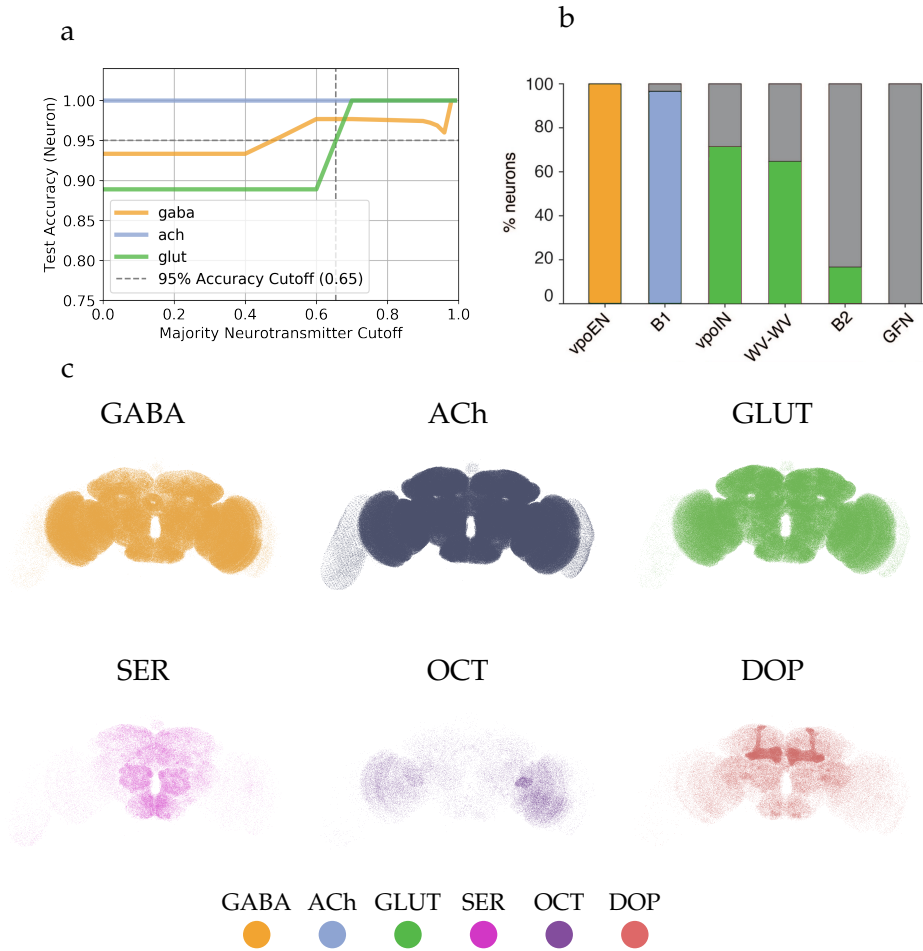 a
1.00
0.95
0.90
0.85
0.80
0.75
Test Accuracy (Neuron)
gaba
ach
glut
95% Accuracy Cutoff (0.65)
0.0 0.2 0.4 0.6 0.8 1.0
Majority Neurotransmitter Cutoff
b
100
80
60
40
20
0
% neurons
vpoEN B1 vpoIN WV-WV B2 GFN
c
GABA ACh GLUT
SER OCT DOP
GABA ACh GLUT SER OCT DOP